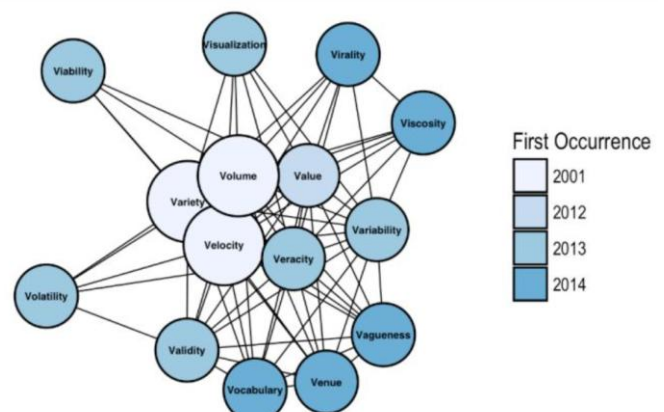 Visualization
Virality
Viability
Viscosity
First Occurrence
2001
Volume
Value
Variety
2012
Variability
Velocity
2013
Veracity
2014
Volatility
Vagueness
Validity
Venue
Vocabulary